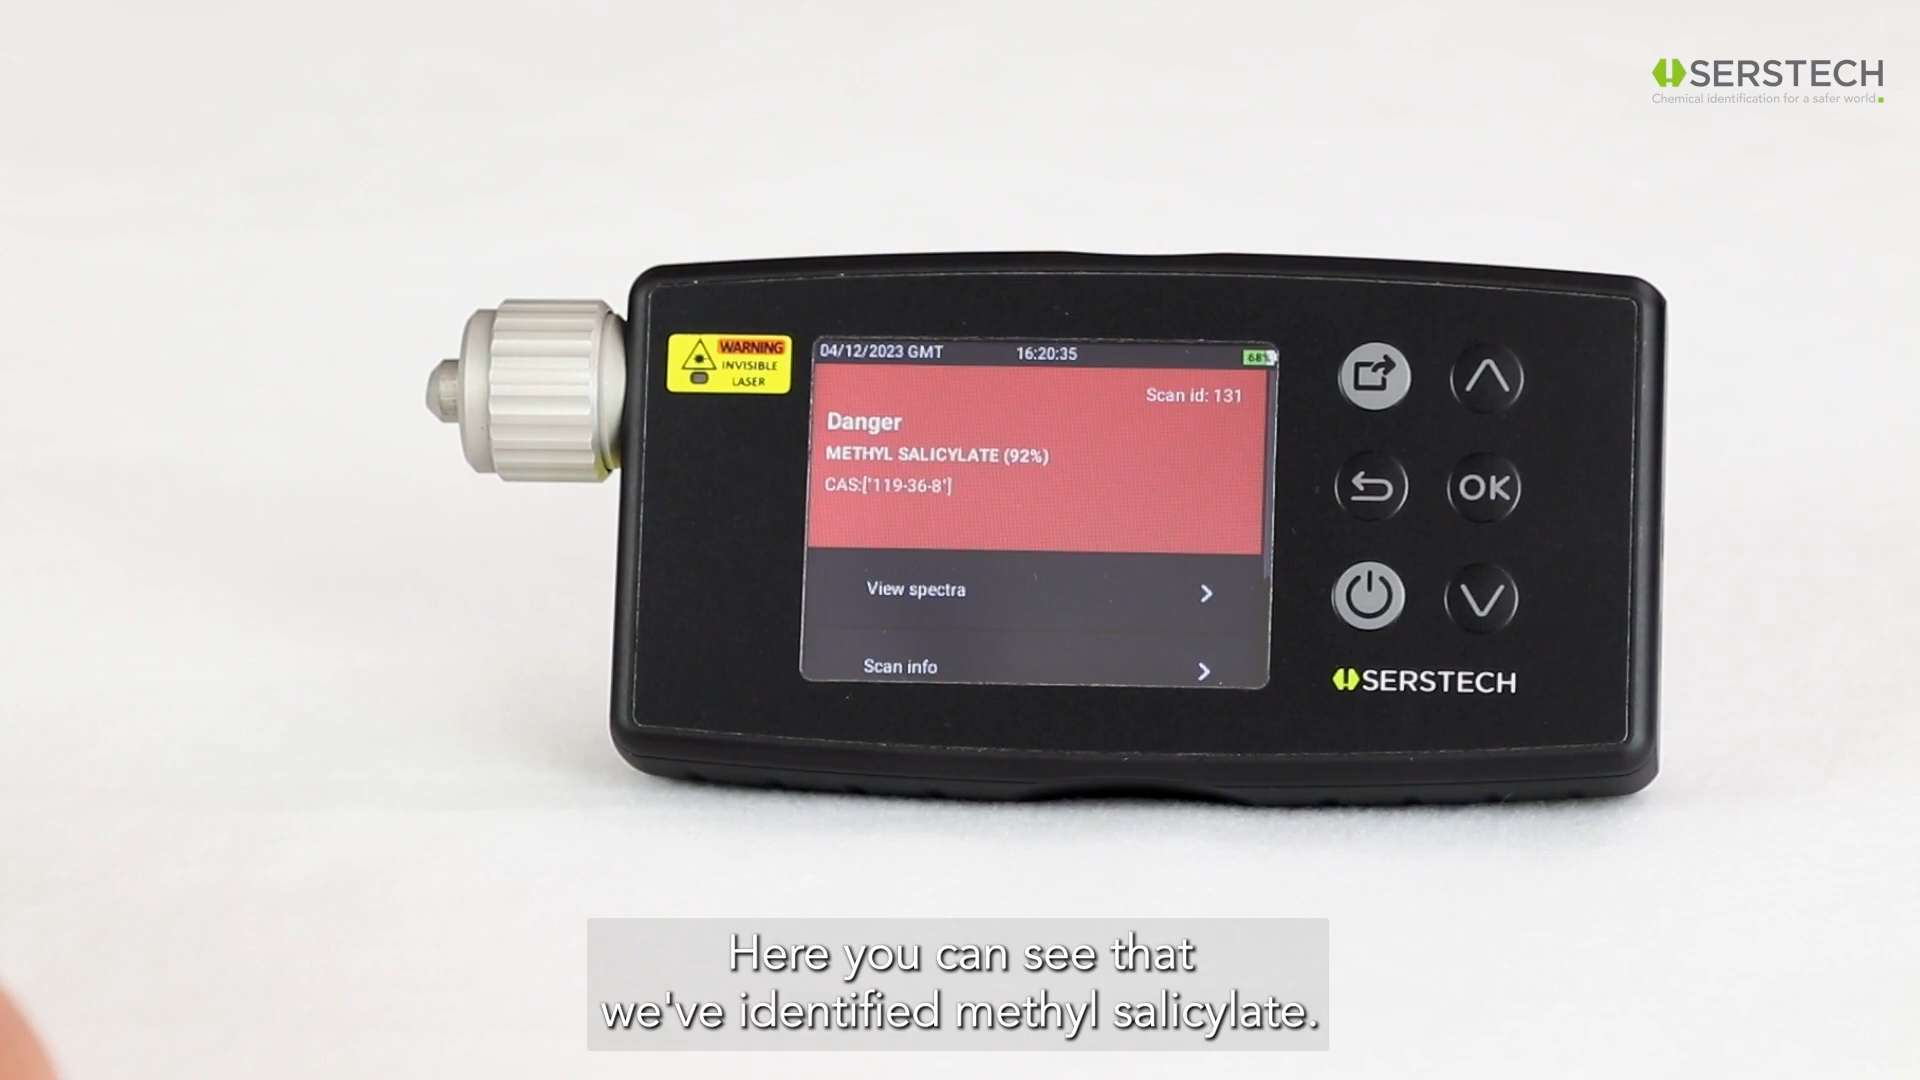 SERSTECH
Chemical identification for a safer world
WARNING
INVISIBLE
LASER
04/12/2023 GMT 16:20:35 68%
Scan id: 131
Danger
METHYL SALICYLATE (92%)
CAS:['119-36-8']
View spectra
Scan info
OK
SERSTECH
Here you can see that
we've identified methyl salicylate.